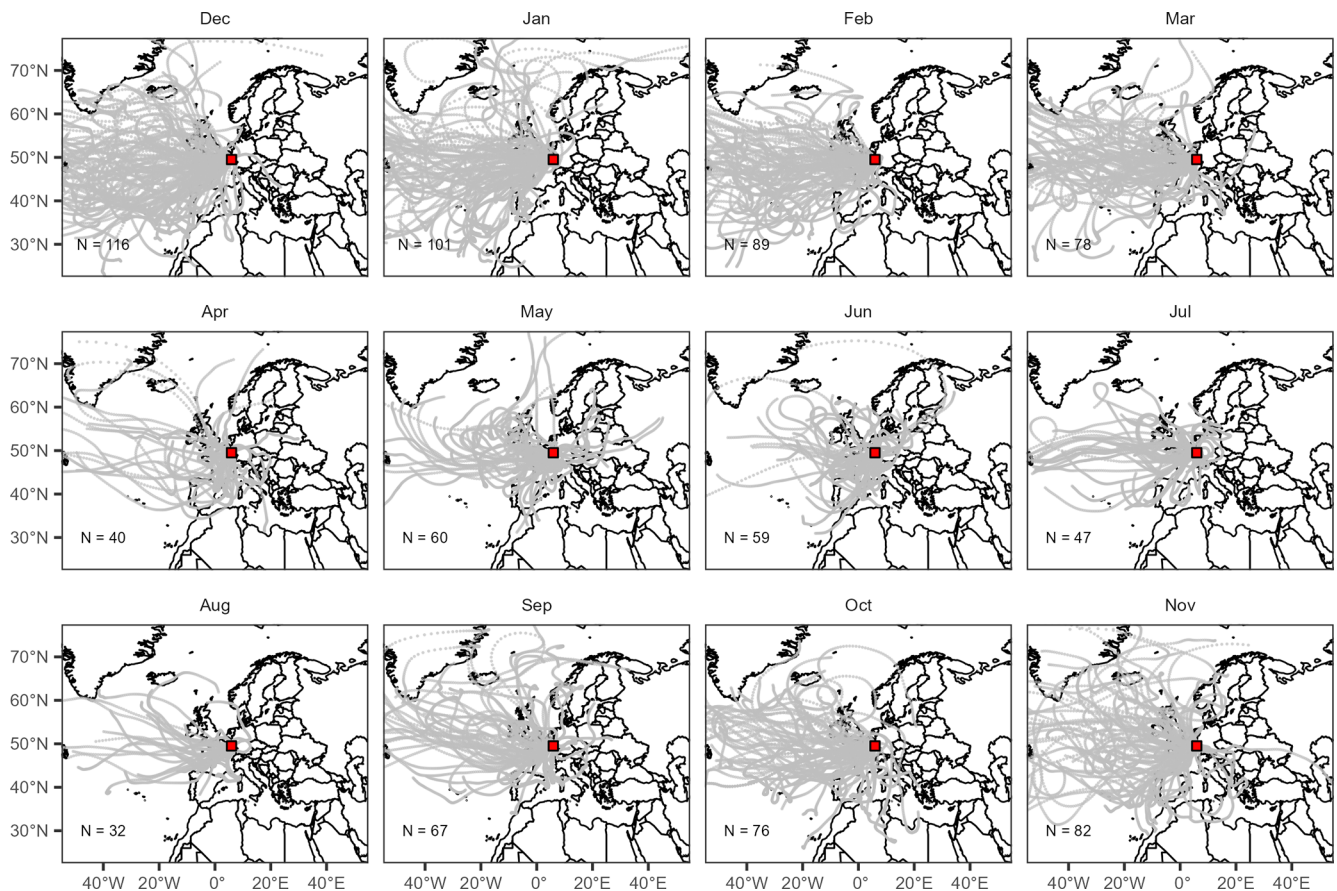 Dec Jan Feb Mar
70°N
60°N
50°N
40°N
30°N
N = 116 N = 101 N = 89 N = 78
Apr May Jun Jul
70°N
60°N
50°N
40°N
30°N
N = 40 N = 60 N = 59 N = 47
Aug Sep Oct Nov
70°N
60°N
50°N
40°N
30°N
N = 32 N = 67 N = 76 N = 82
40°W 20°W 0° 20°E 40°E 40°W 20°W 0° 20°E 40°E 40°W 20°W 0° 20°E 40°E 40°W 20°W 0° 20°E 40°E